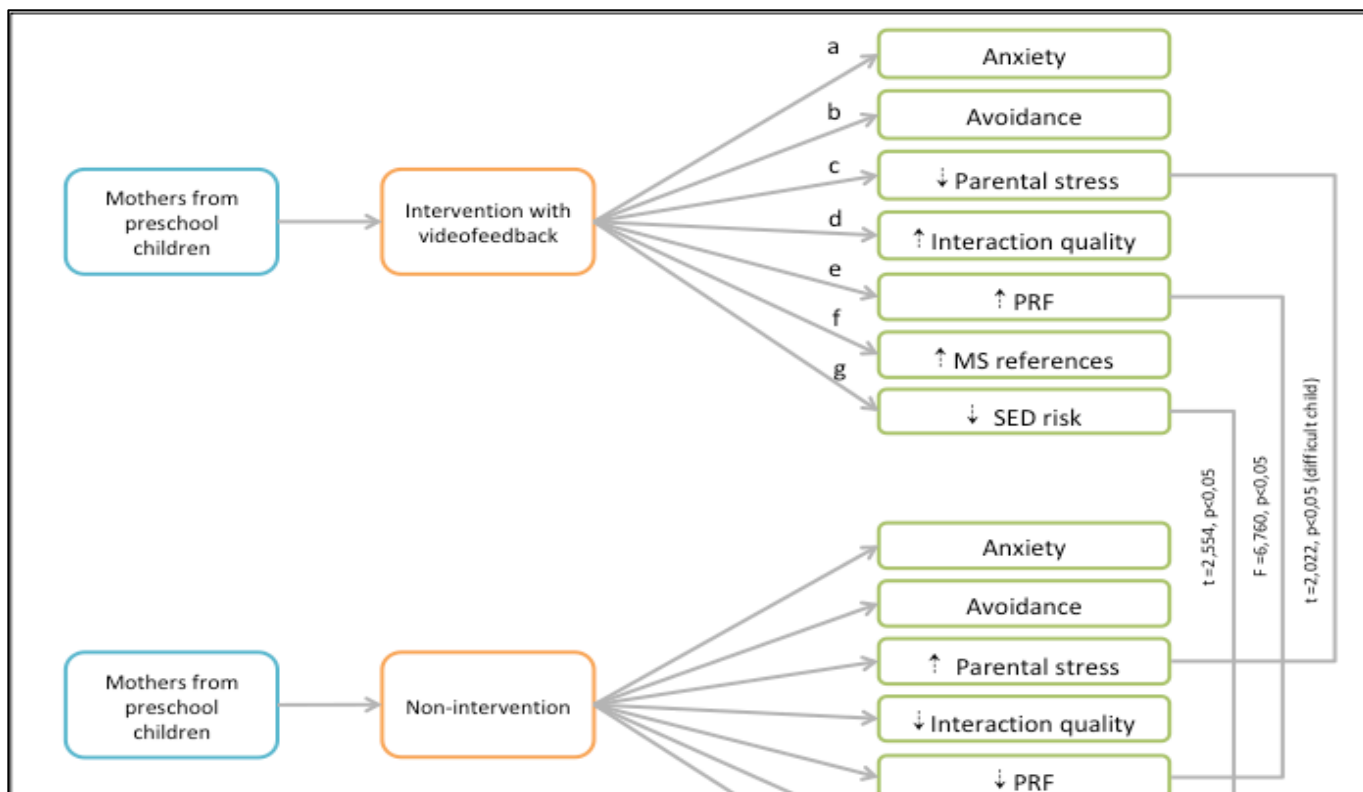 a
Anxiety
b
Avoidance
c
⇣ Parental stress
d
⇡ Interaction quality
e
⇡ PRF
f
⇡ MS references
g
⇣ SED risk
Mothers from
preschool
children
Intervention with
videofeedback
t =2,554, p<0,05
F =6,760, p<0,05
t =2,022, p<0,05 (difficult child)
Anxiety
Avoidance
⇡ Parental stress
⇣ Interaction quality
⇣ PRF
Mothers from
preschool
children
Non-intervention